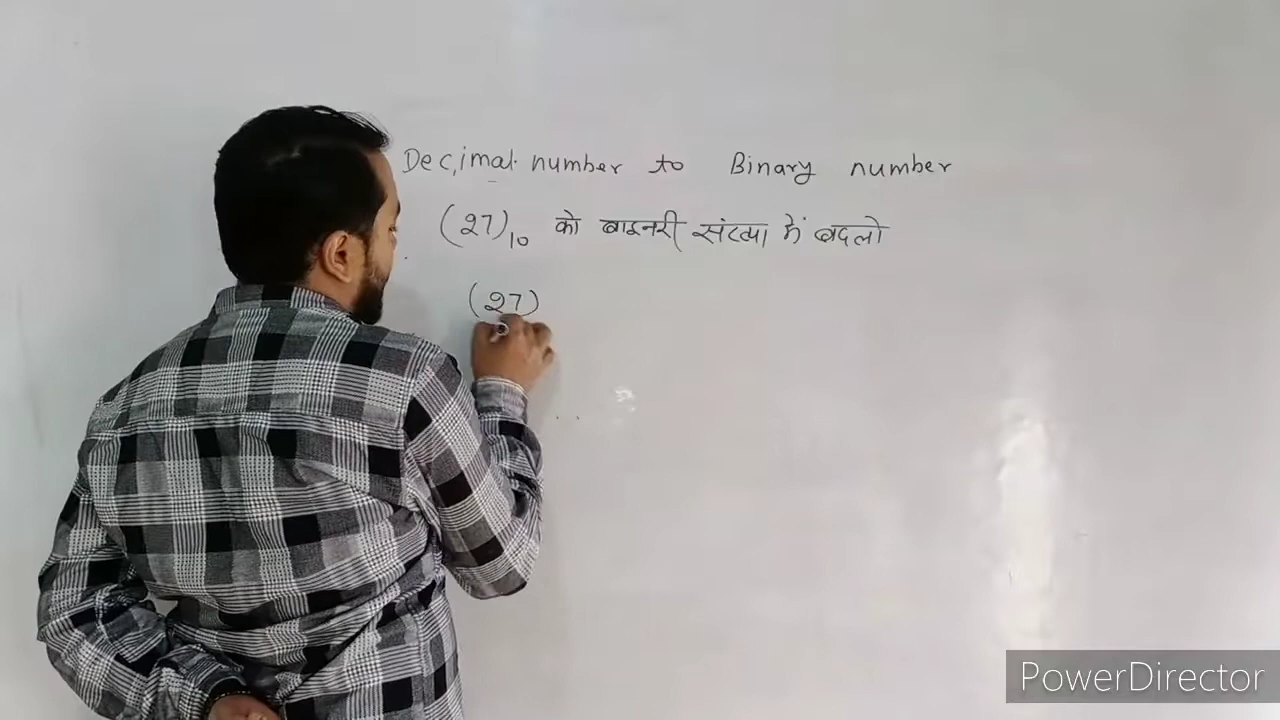 Decimal number to Binary number
(27)₁₀ को बाइनरी संख्या में बदलो
(27)
PowerDirector